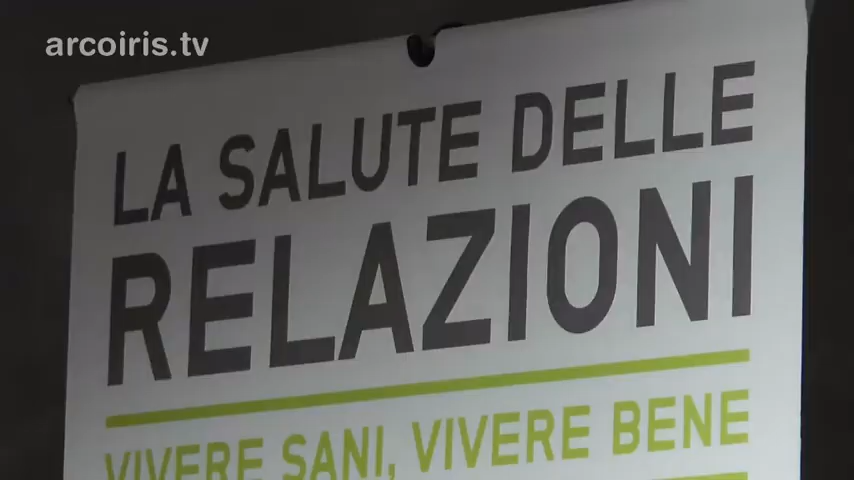 arcoiris.tv
LA SALUTE DELLE
RELAZIONI
VIVERE SANI, VIVERE BENE